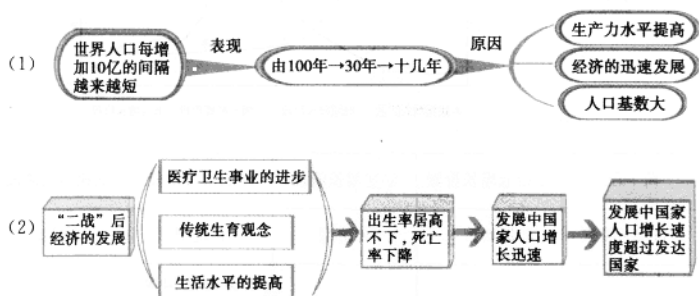 (1)
世界人口每增
加10亿的间隔
越来越短
表现
由100年→30年→十几年
原因
生产力水平提高
经济的迅速发展
人口基数大
(2)
“二战”后
经济的发展
医疗卫生事业的进步
传统生育观念
生活水平的提高
出生率居高
不下，死亡
率下降
发展中国
家人口增
长迅速
发展中国家
人口增长速
度超过发达
国家